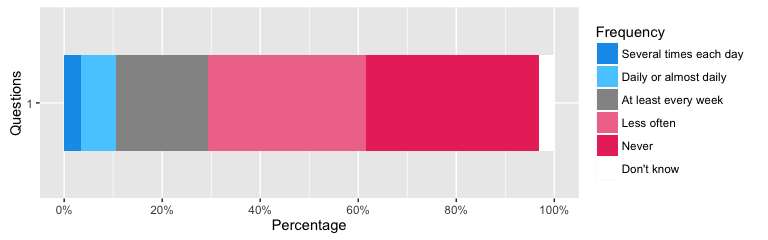 Frequency
Several times each day
Daily or almost daily
At least every week
Less often
Never
Don't know
Questions
1
0%
20%
40%
60%
80%
100%
Percentage